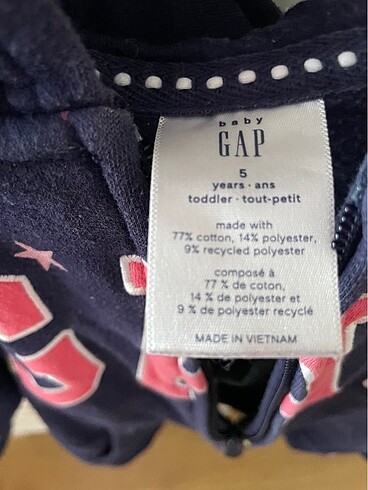 baby
GAP
5
years · ans
toddler · tout-petit
made with
77% cotton, 14% polyester,
9% recycled polyester
composé à
77 % de coton,
14 % de polyester et
9 % de polyester recyclé
MADE IN VIETNAM